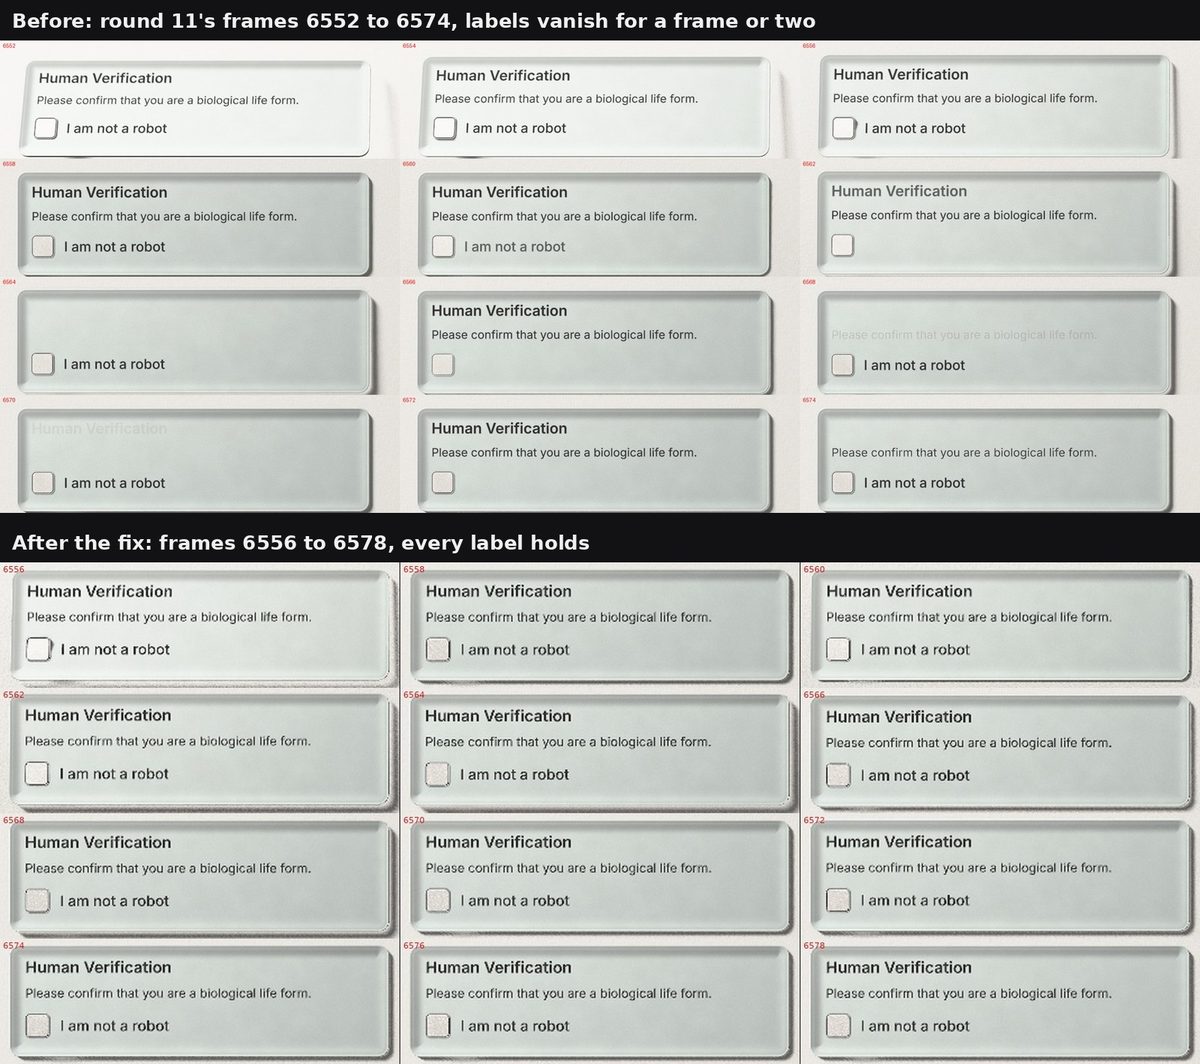 Before: round 11's frames 6552 to 6574, labels vanish for a frame or two
6552
Human Verification
Please confirm that you are a biological life form.
I am not a robot
6554
Human Verification
Please confirm that you are a biological life form.
I am not a robot
6556
Human Verification
Please confirm that you are a biological life form.
I am not a robot
6558
Human Verification
Please confirm that you are a biological life form.
I am not a robot
6560
Human Verification
Please confirm that you are a biological life form.
I am not a robot
6562
Human Verification
Please confirm that you are a biological life form.
6564
I am not a robot
6566
Human Verification
Please confirm that you are a biological life form.
6568
Please confirm that you are a biological life form.
I am not a robot
6570
Human Verification
I am not a robot
6572
Human Verification
Please confirm that you are a biological life form.
6574
Please confirm that you are a biological life form.
I am not a robot
After the fix: frames 6556 to 6578, every label holds
6556
Human Verification
Please confirm that you are a biological life form.
I am not a robot
6558
Human Verification
Please confirm that you are a biological life form.
I am not a robot
6560
Human Verification
Please confirm that you are a biological life form.
I am not a robot
6562
Human Verification
Please confirm that you are a biological life form.
I am not a robot
6564
Human Verification
Please confirm that you are a biological life form.
I am not a robot
6566
Human Verification
Please confirm that you are a biological life form.
I am not a robot
6568
Human Verification
Please confirm that you are a biological life form.
I am not a robot
6570
Human Verification
Please confirm that you are a biological life form.
I am not a robot
6572
Human Verification
Please confirm that you are a biological life form.
I am not a robot
6574
Human Verification
Please confirm that you are a biological life form.
I am not a robot
6576
Human Verification
Please confirm that you are a biological life form.
I am not a robot
6578
Human Verification
Please confirm that you are a biological life form.
I am not a robot